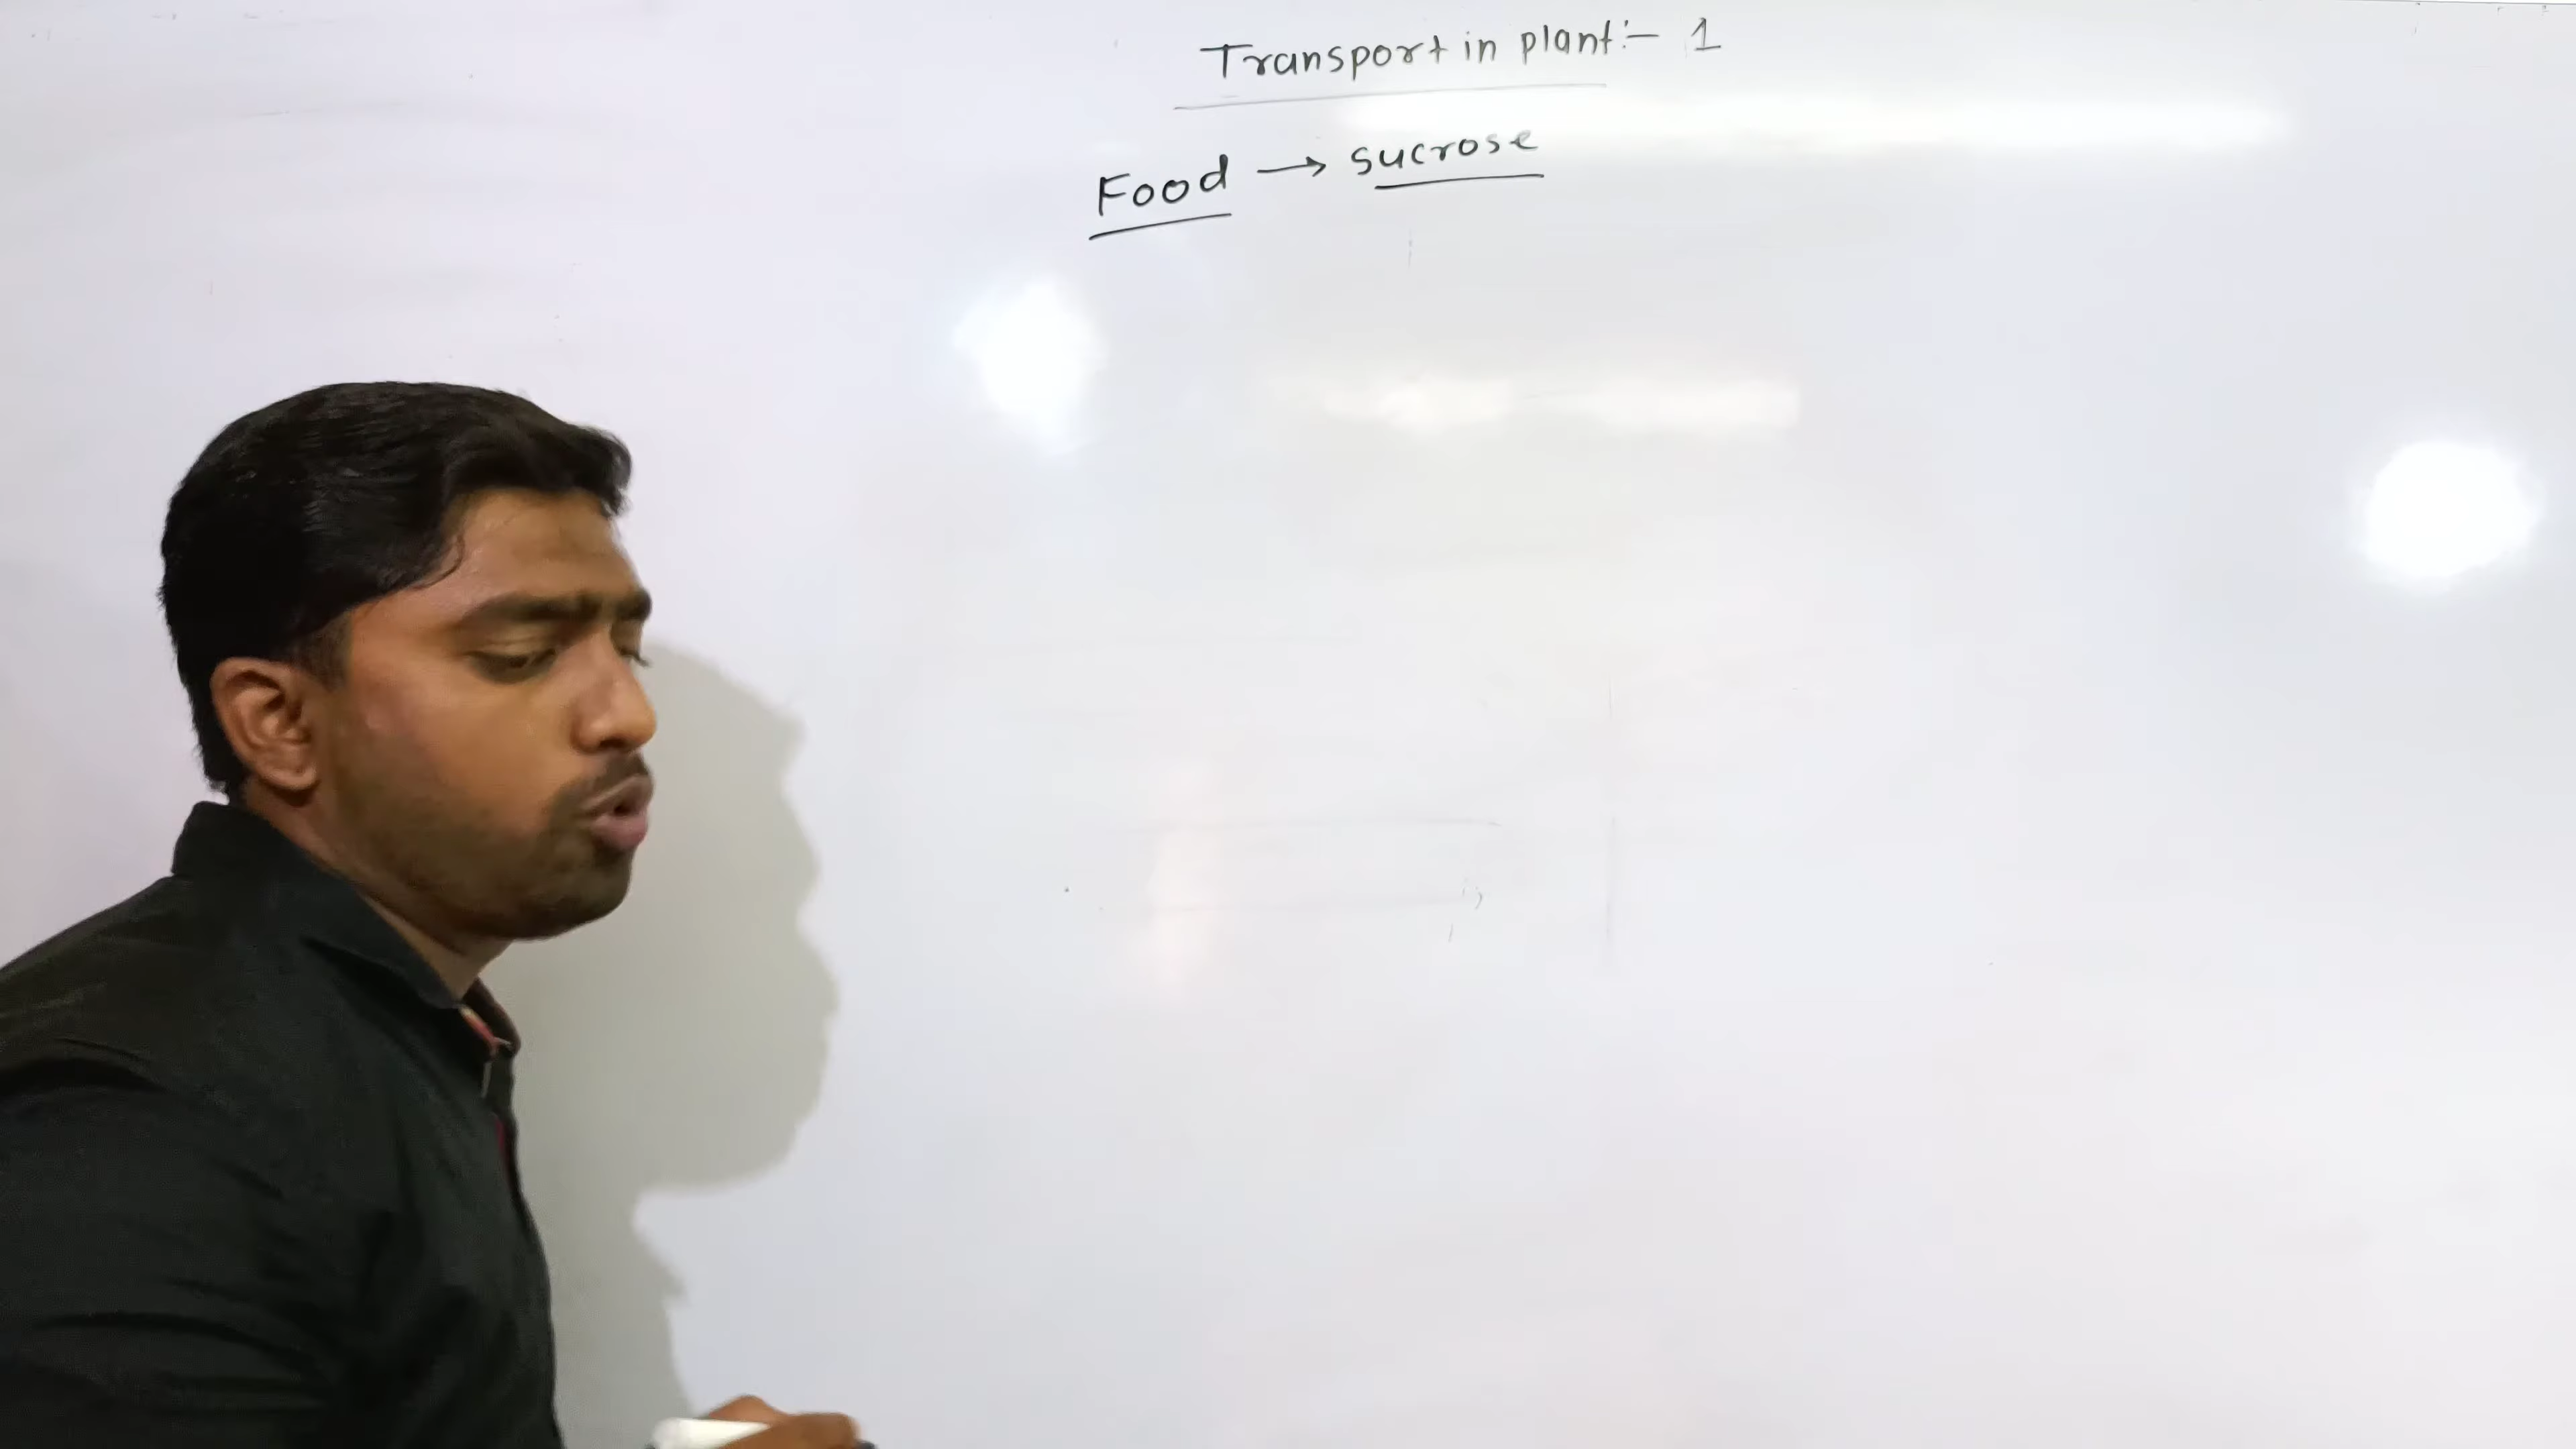 Transport in plant:- 1
Food → sucrose